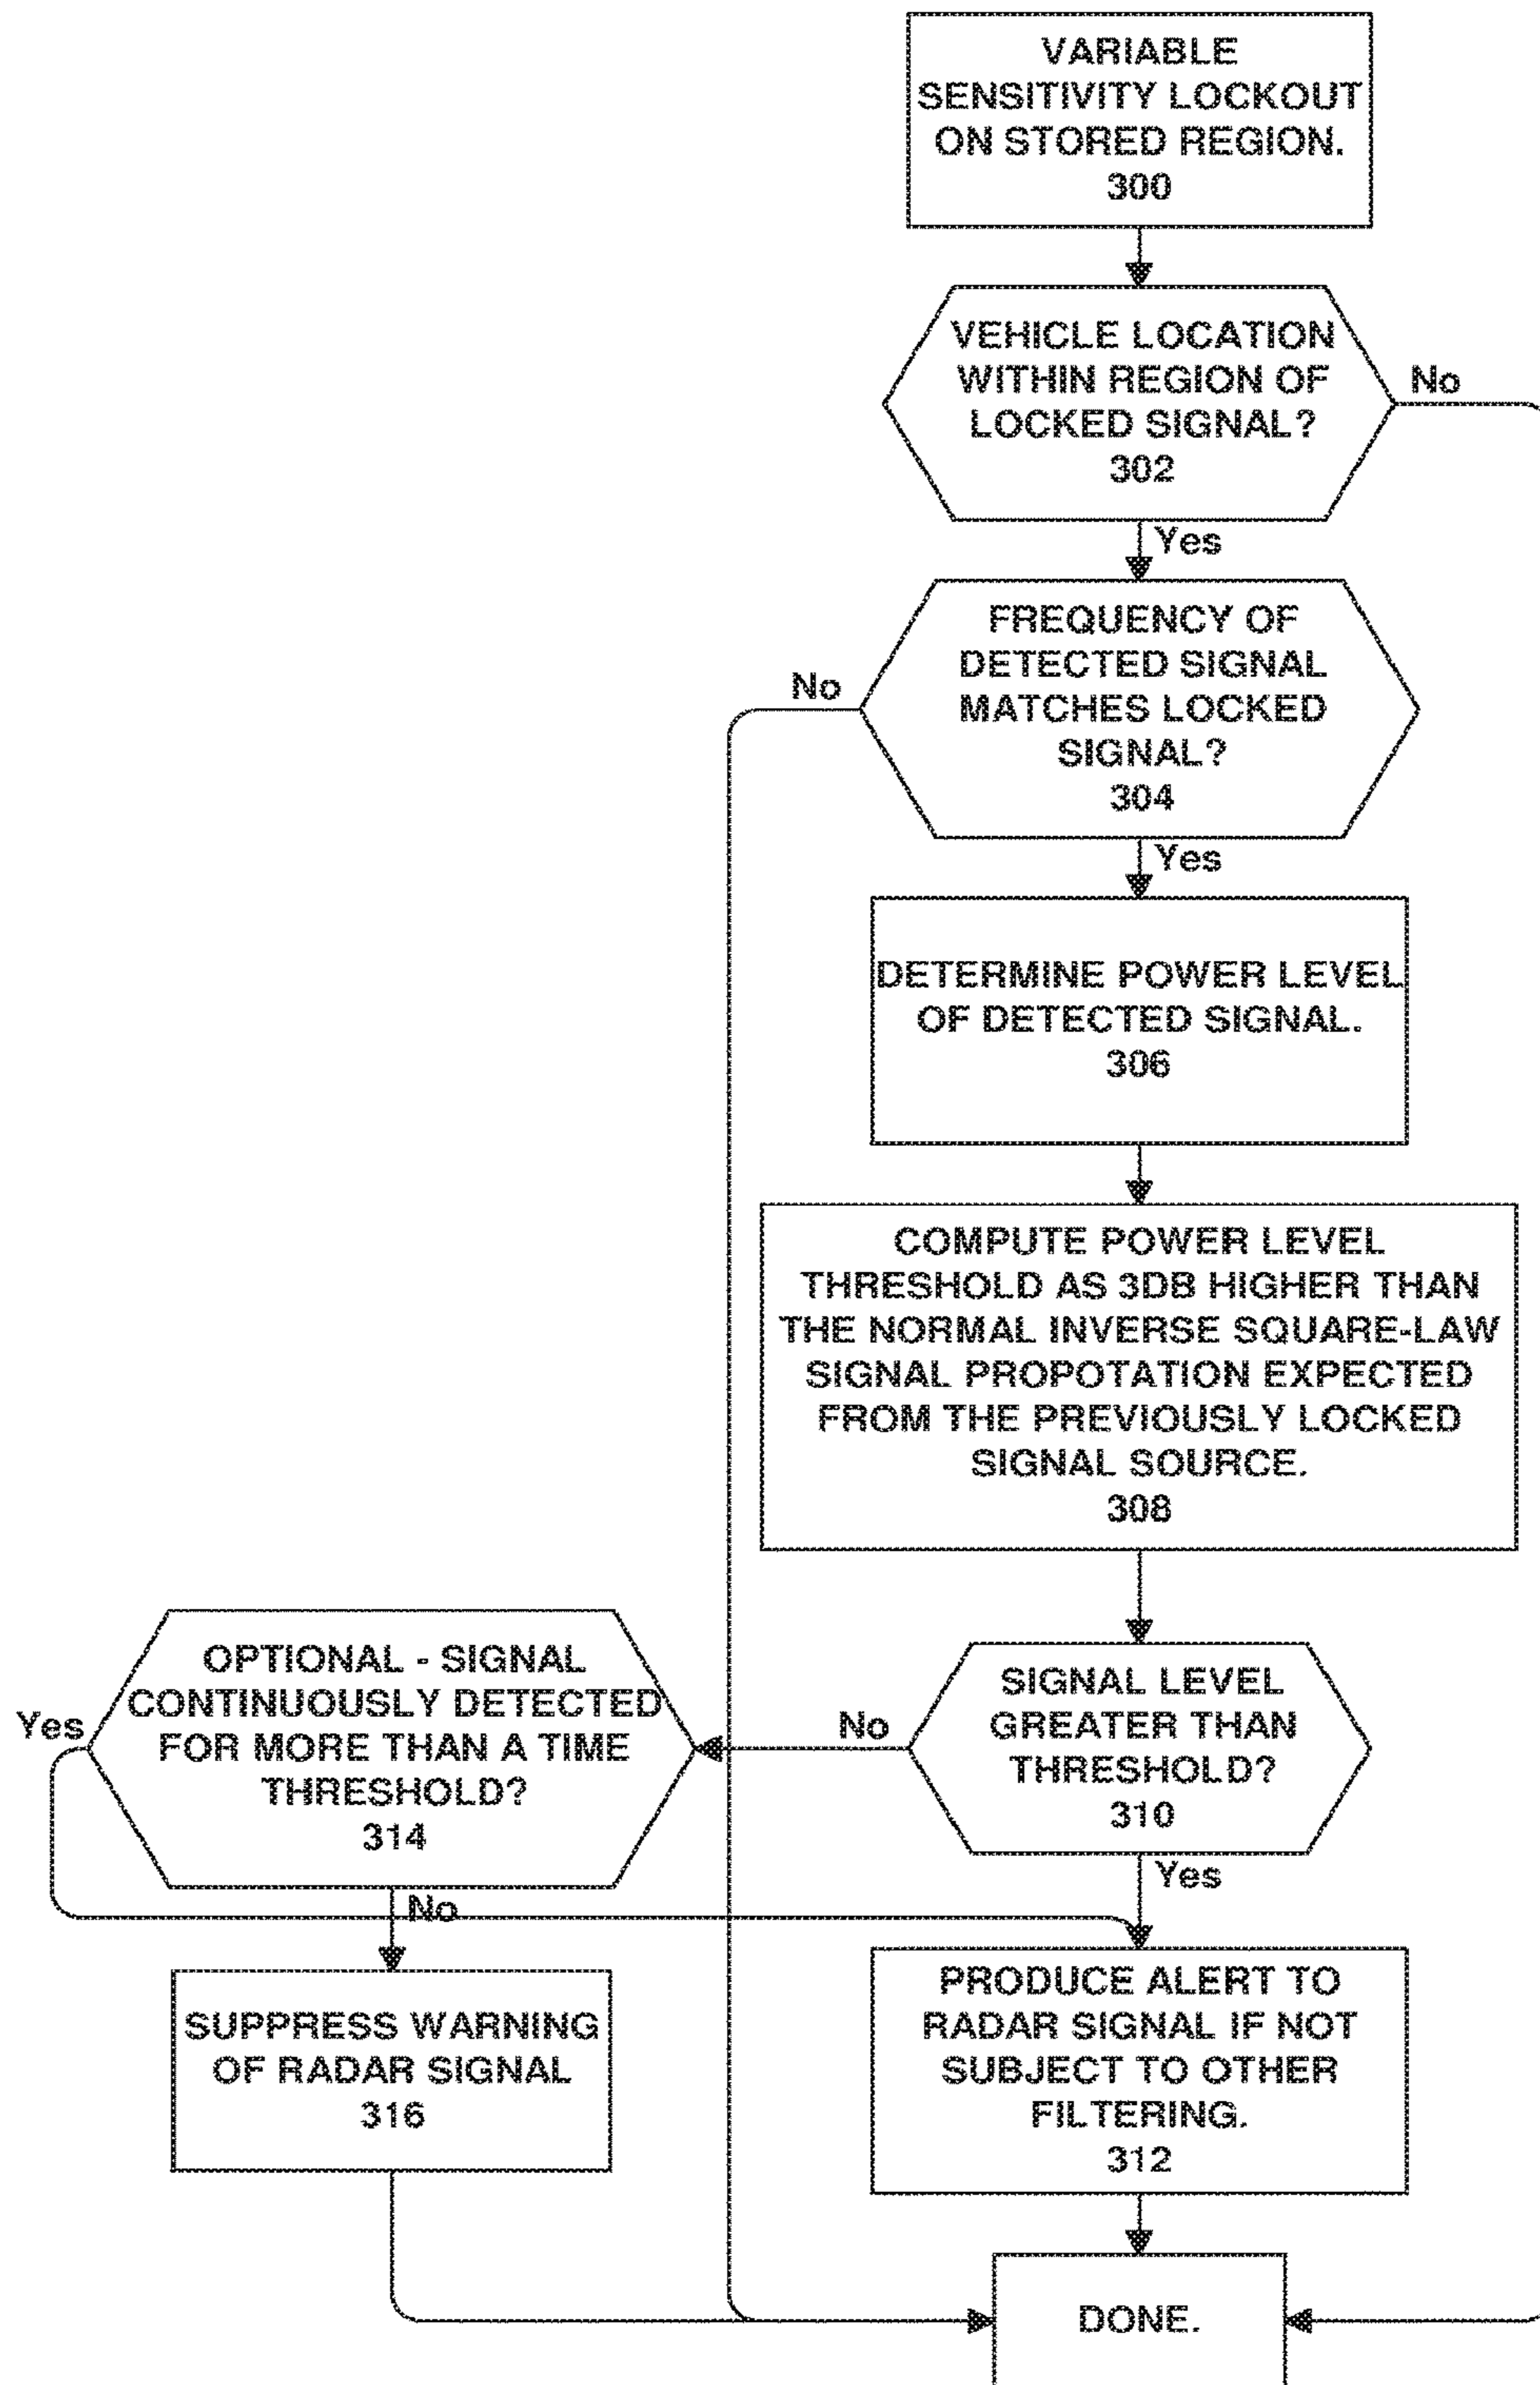 VARIABLE
SENSITIVITY LOCKOUT
ON STORED REGION.
300
VEHICLE LOCATION
WITHIN REGION OF
LOCKED SIGNAL?
302
No
Yes
FREQUENCY OF
DETECTED SIGNAL
MATCHES LOCKED
SIGNAL?
304
No
Yes
DETERMINE POWER LEVEL
OF DETECTED SIGNAL.
306
COMPUTE POWER LEVEL
THRESHOLD AS 3DB HIGHER THAN
THE NORMAL INVERSE SQUARE-LAW
SIGNAL PROPOTATION EXPECTED
FROM THE PREVIOUSLY LOCKED
SIGNAL SOURCE.
308
SIGNAL LEVEL
GREATER THAN
THRESHOLD?
310
No
Yes
OPTIONAL - SIGNAL
CONTINUOUSLY DETECTED
FOR MORE THAN A TIME
THRESHOLD?
314
Yes
No
SUPPRESS WARNING
OF RADAR SIGNAL
316
PRODUCE ALERT TO
RADAR SIGNAL IF NOT
SUBJECT TO OTHER
FILTERING.
312
DONE.